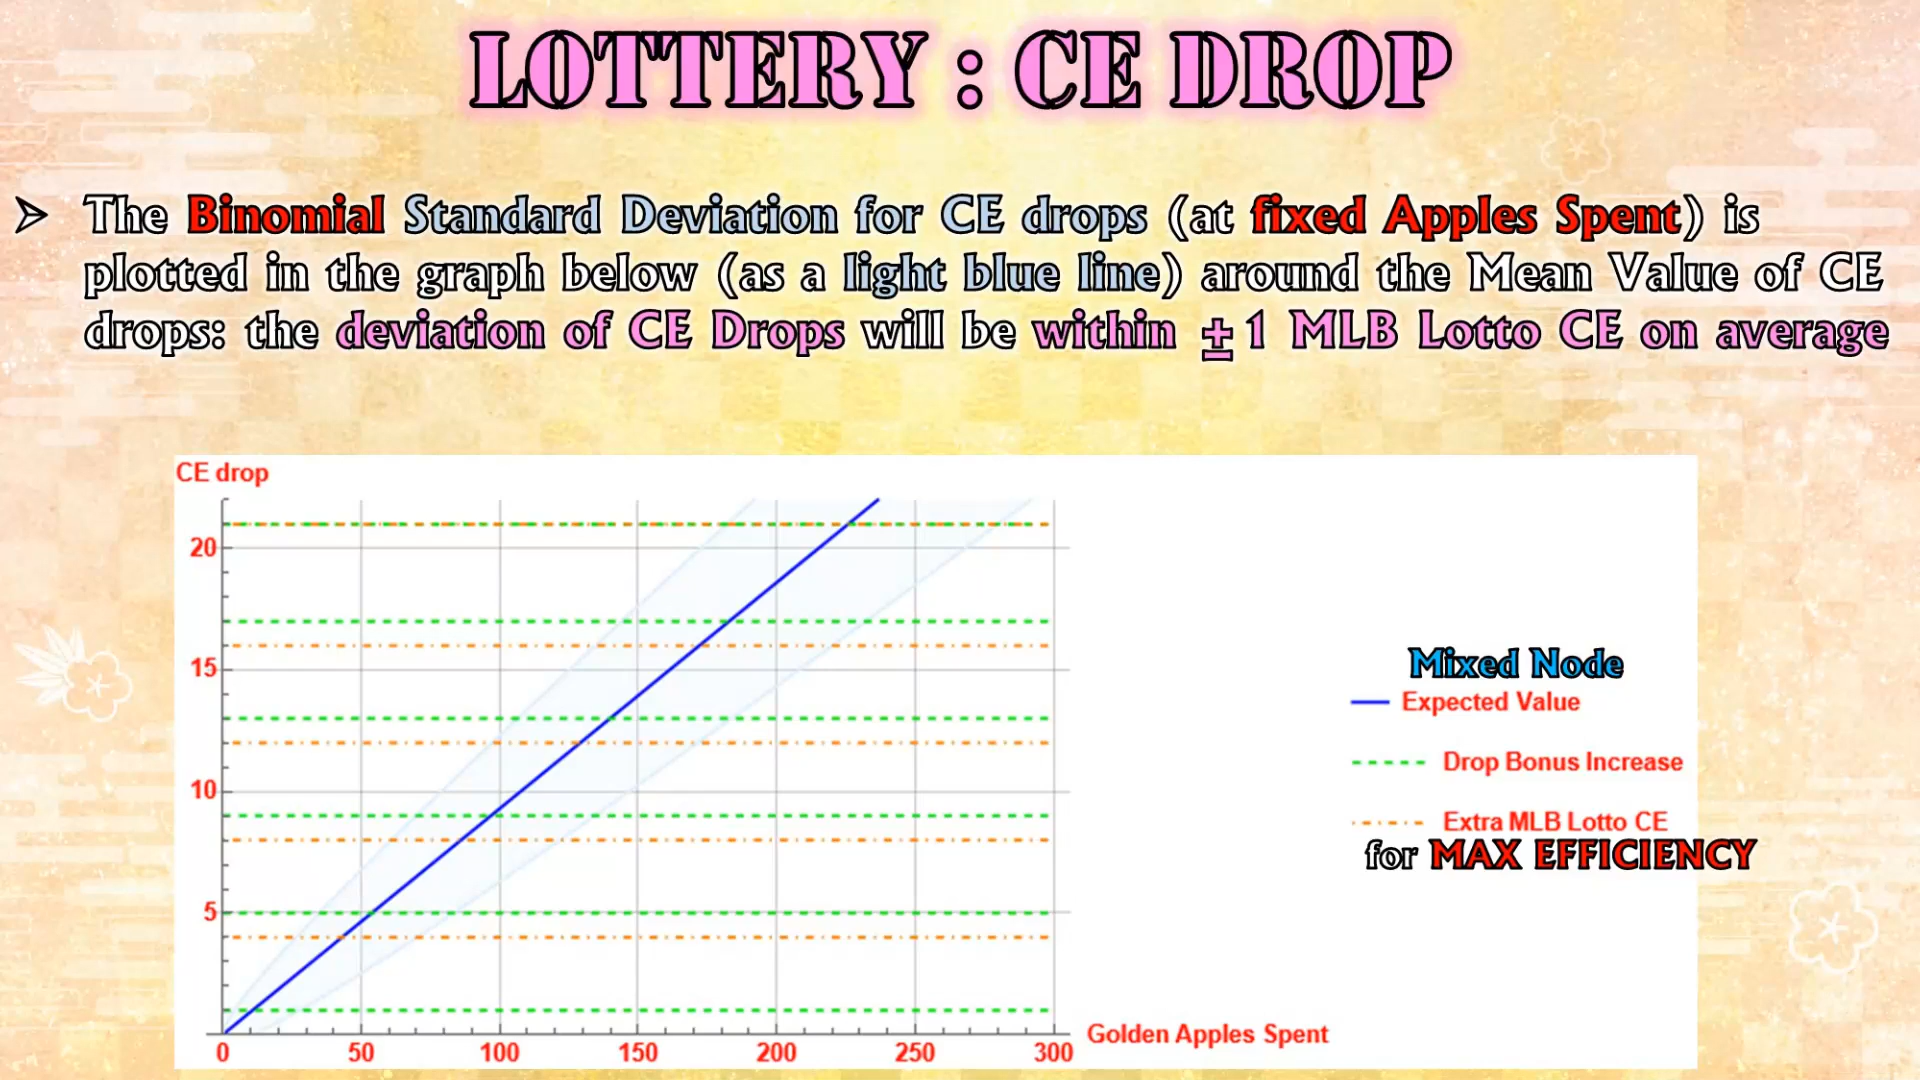 LOTTERY : CE DROP
➢ The Binomial Standard Deviation for CE drops (at fixed Apples Spent) is
plotted in the graph below (as a light blue line) around the Mean Value of CE
drops: the deviation of CE Drops will be within ±1 MLB Lotto CE on average
CE drop
20
15
10
5
0 50 100 150 200 250 300
Golden Apples Spent
Mixed Node
Expected Value
Drop Bonus Increase
Extra MLB Lotto CE
for MAX EFFICIENCY